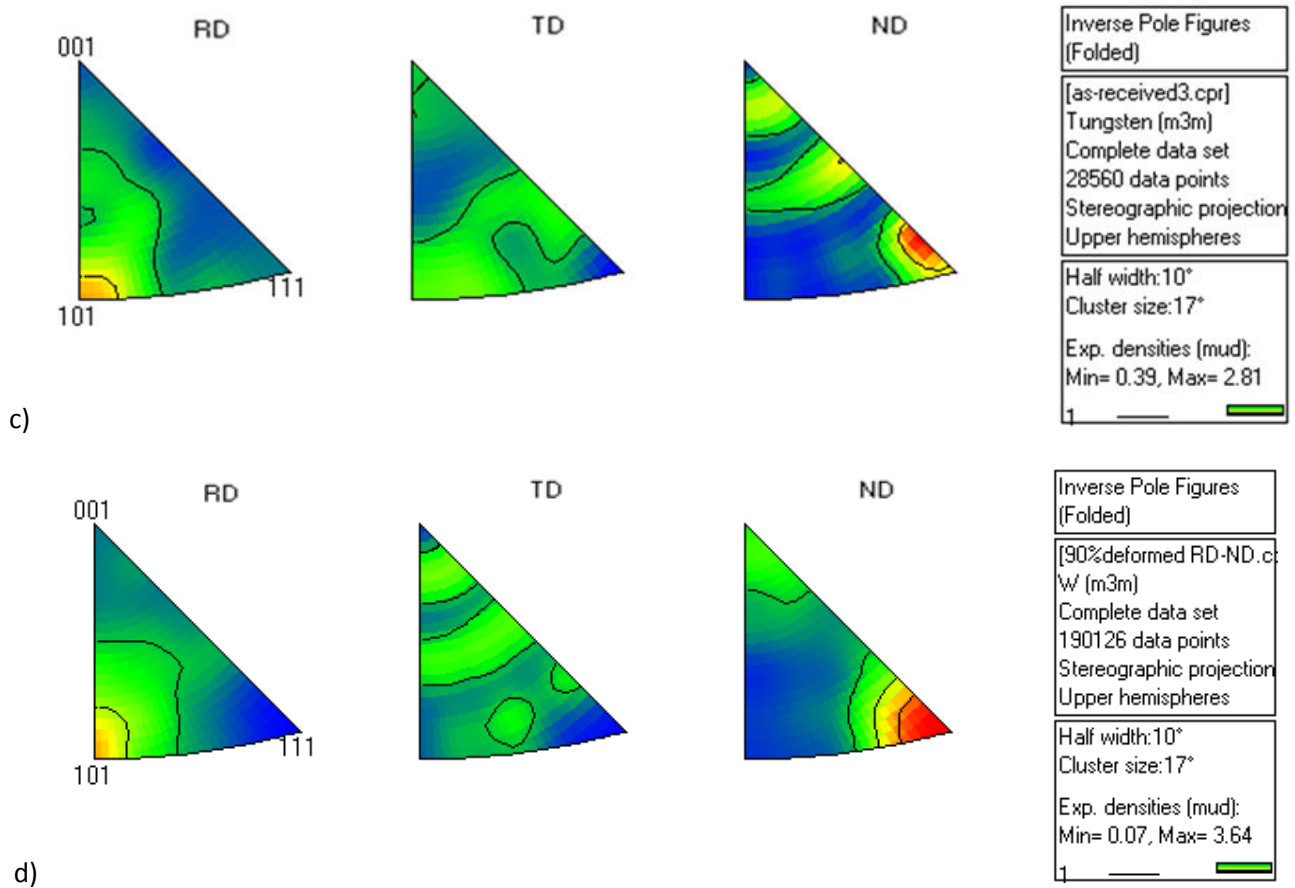 RD
TD
ND
001
101
111
Inverse Pole Figures
(Folded)
[as-received3.cpr]
Tungsten (m3m)
Complete data set
28560 data points
Stereographic projection
Upper hemispheres
Half width:10°
Cluster size:17°
Exp. densities (mud):
Min= 0.39, Max= 2.81
1
c)
RD
TD
ND
001
101
111
Inverse Pole Figures
(Folded)
[90%deformed RD-ND.c
W (m3m)
Complete data set
190126 data points
Stereographic projection
Upper hemispheres
Half width:10°
Cluster size:17°
Exp. densities (mud):
Min= 0.07, Max= 3.64
1
d)